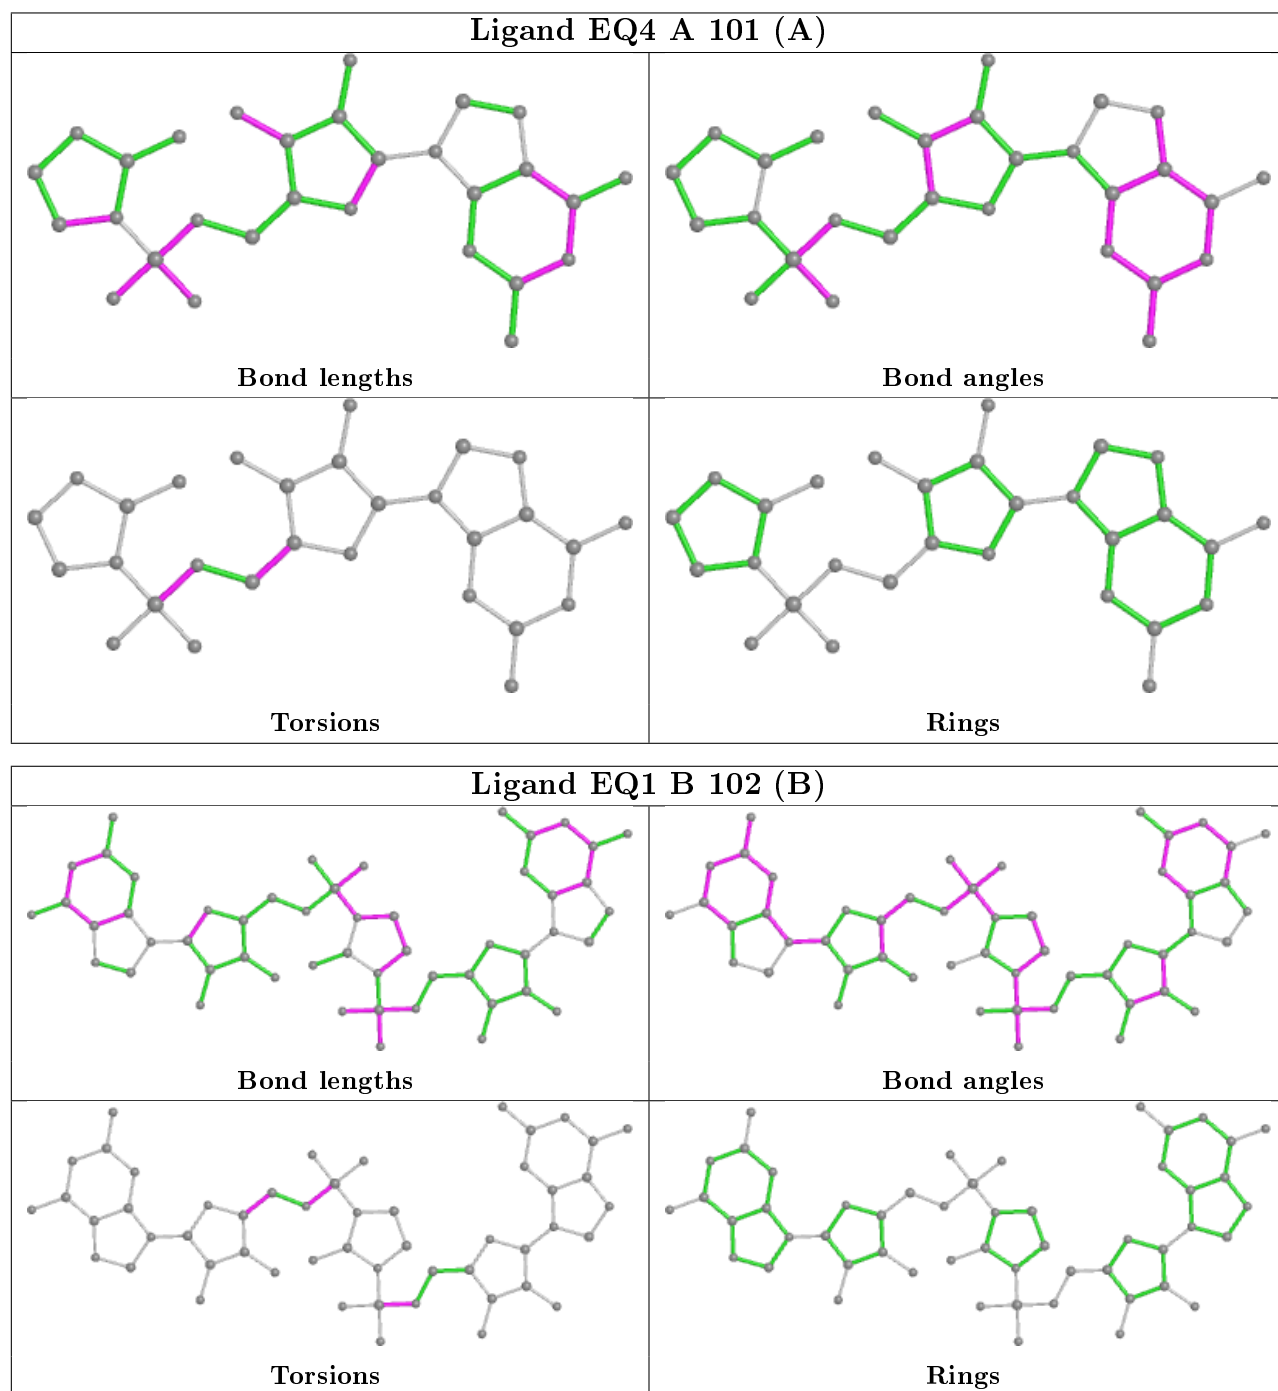 Ligand EQ4 A 101 (A)
Bond lengths
Bond angles
Torsions
Rings
Ligand EQ1 B 102 (B)
Bond lengths
Bond angles
Torsions
Rings